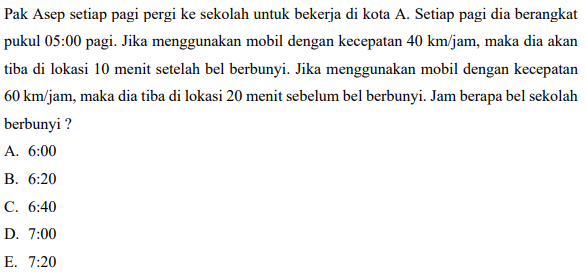 Pak Asep setiap pagi pergi ke sekolah untuk bekerja di kota A. Setiap pagi dia berangkat
pukul 05:00 pagi. Jika menggunakan mobil dengan kecepatan 40 km/jam, maka dia akan
tiba di lokasi 10 menit setelah bel berbunyi. Jika menggunakan mobil dengan kecepatan
60 km/jam, maka dia tiba di lokasi 20 menit sebelum bel berbunyi. Jam berapa bel sekolah
berbunyi ?
A. 6:00
B. 6:20
C. 6:40
D. 7:00
E. 7:20